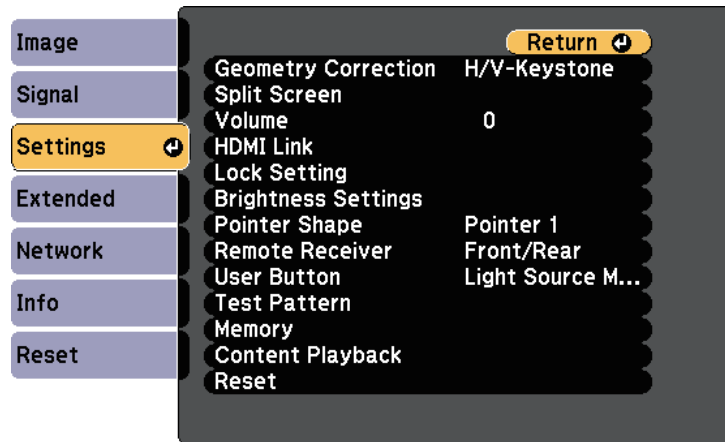 Image
Signal
Settings
Extended
Network
Info
Reset
Return
Geometry Correction H/V-Keystone
Split Screen
Volume 0
HDMI Link
Lock Setting
Brightness Settings
Pointer Shape Pointer 1
Remote Receiver Front/Rear
User Button Light Source M...
Test Pattern
Memory
Content Playback
Reset